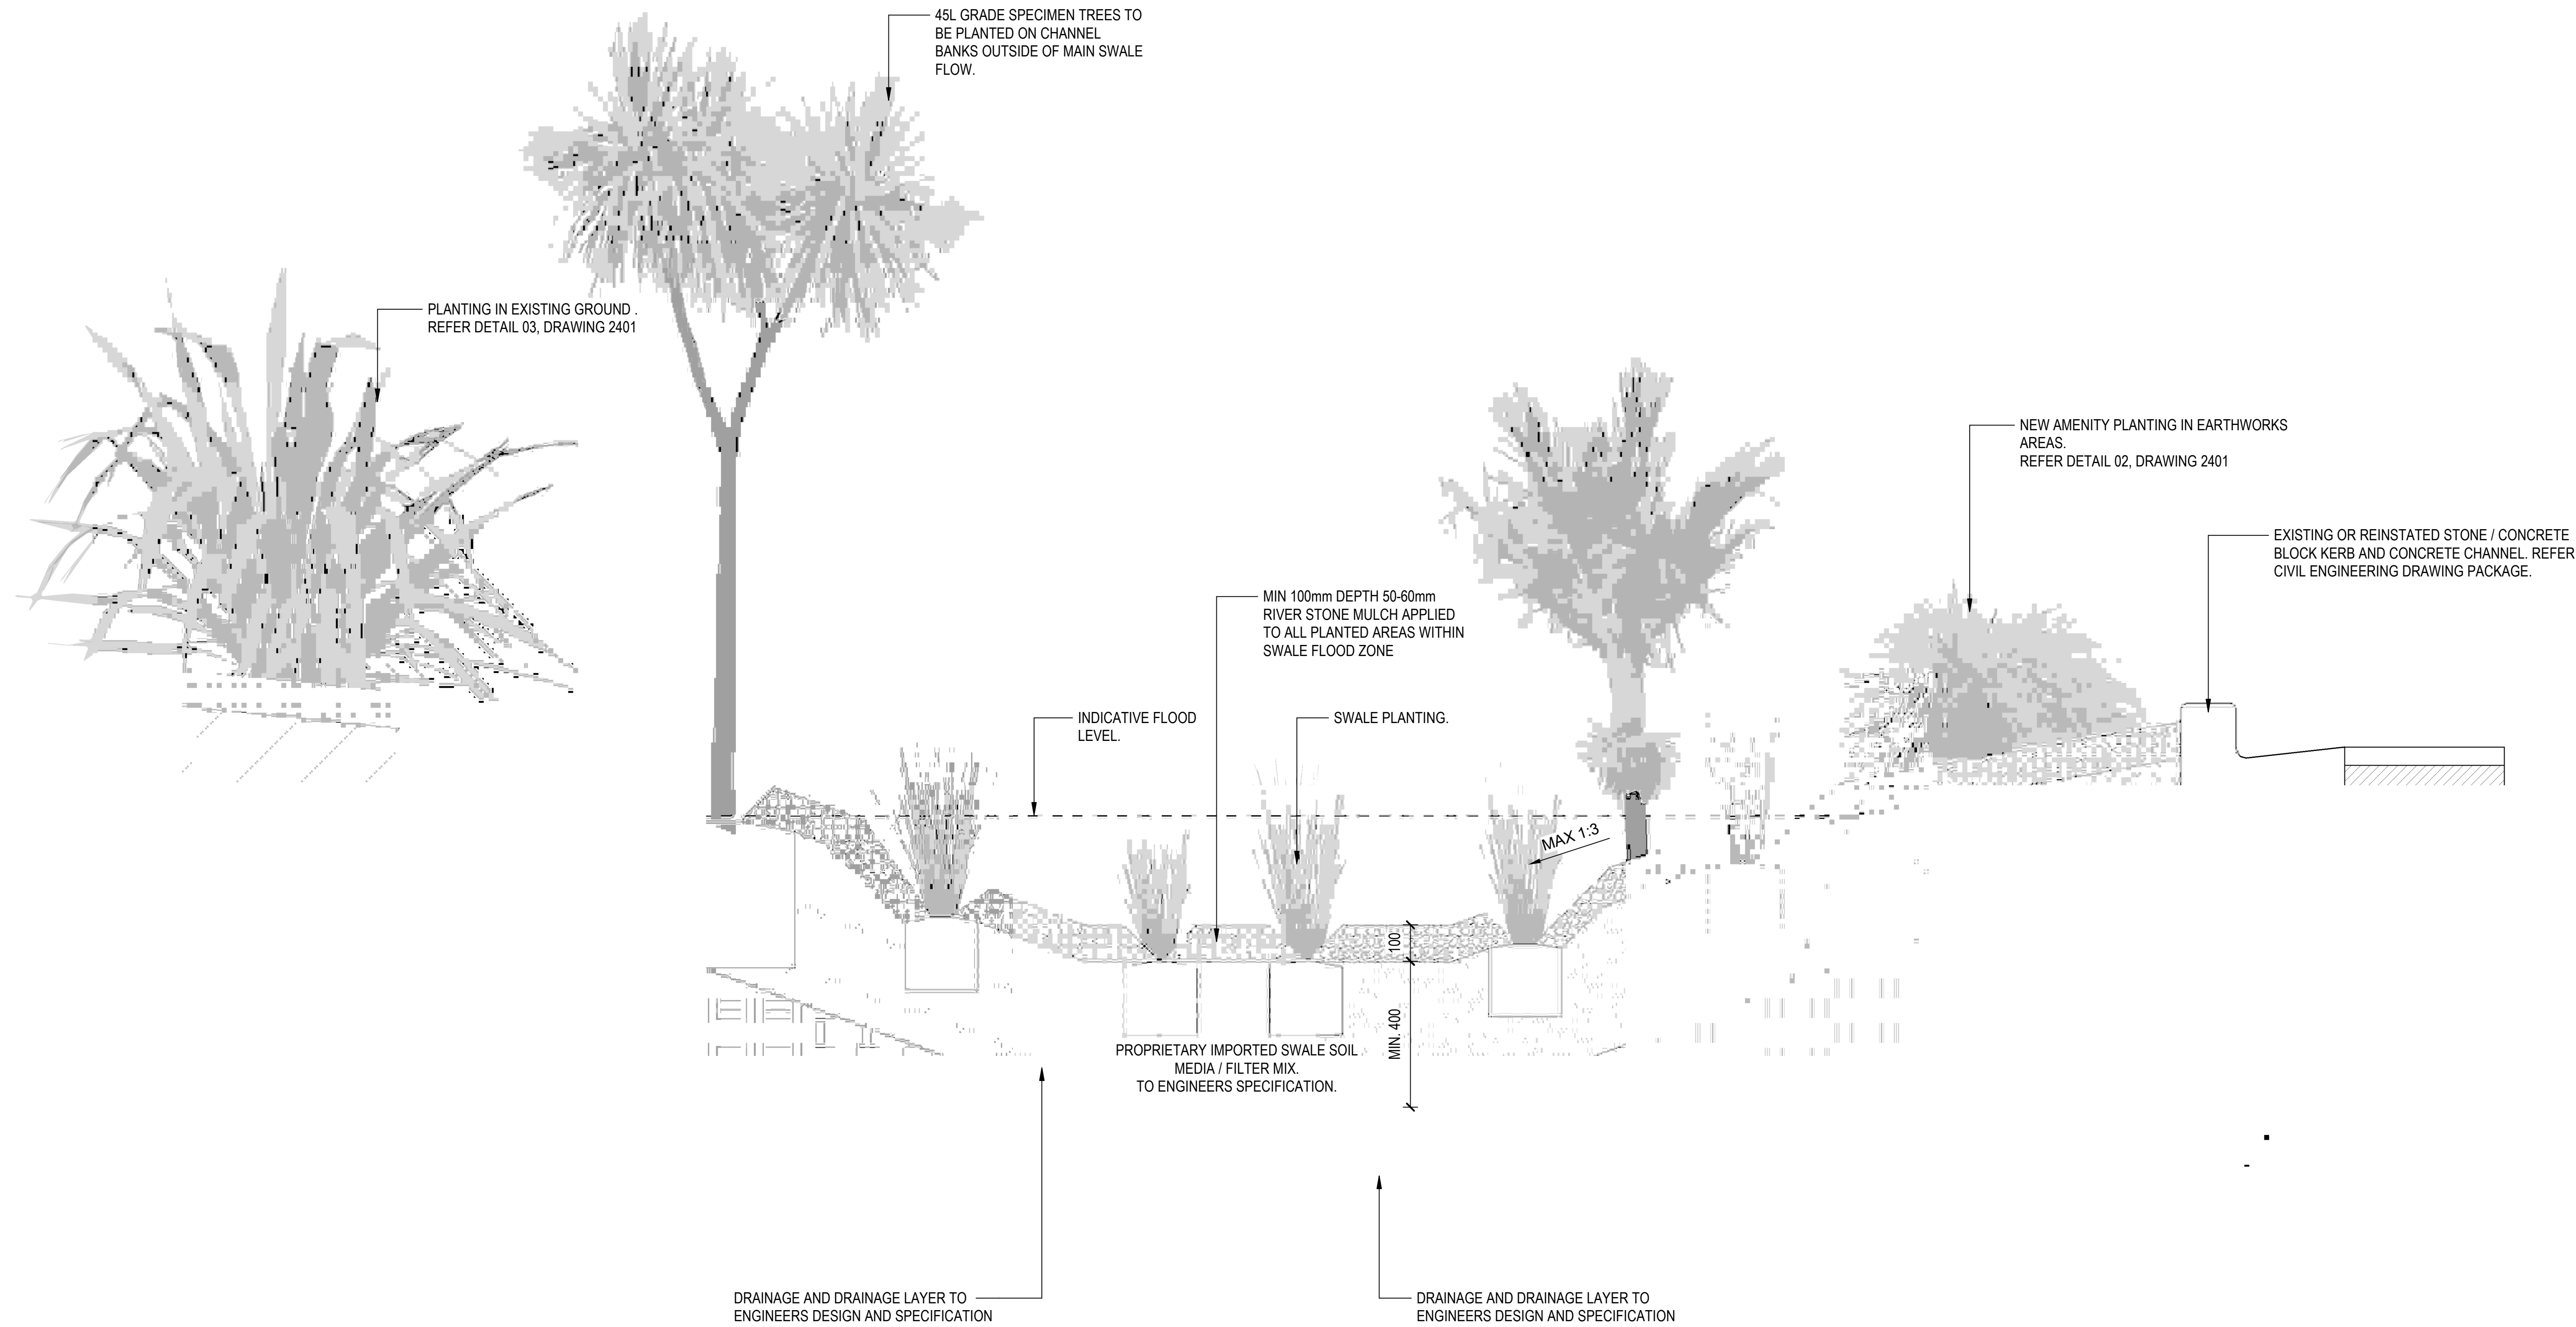 45L GRADE SPECIMEN TREES TO
BE PLANTED ON CHANNEL
BANKS OUTSIDE OF MAIN SWALE
FLOW.
PLANTING IN EXISTING GROUND .
REFER DETAIL 03, DRAWING 2401
NEW AMENITY PLANTING IN EARTHWORKS
AREAS.
REFER DETAIL 02, DRAWING 2401
EXISTING OR REINSTATED STONE / CONCRETE
BLOCK KERB AND CONCRETE CHANNEL. REFER
CIVIL ENGINEERING DRAWING PACKAGE.
MIN 100mm DEPTH 50-60mm
RIVER STONE MULCH APPLIED
TO ALL PLANTED AREAS WITHIN
SWALE FLOOD ZONE
INDICATIVE FLOOD
LEVEL.
SWALE PLANTING.
MAX 1:3
100
MIN. 400
PROPRIETARY IMPORTED SWALE SOIL
MEDIA / FILTER MIX.
TO ENGINEERS SPECIFICATION.
DRAINAGE AND DRAINAGE LAYER TO
ENGINEERS DESIGN AND SPECIFICATION
DRAINAGE AND DRAINAGE LAYER TO
ENGINEERS DESIGN AND SPECIFICATION